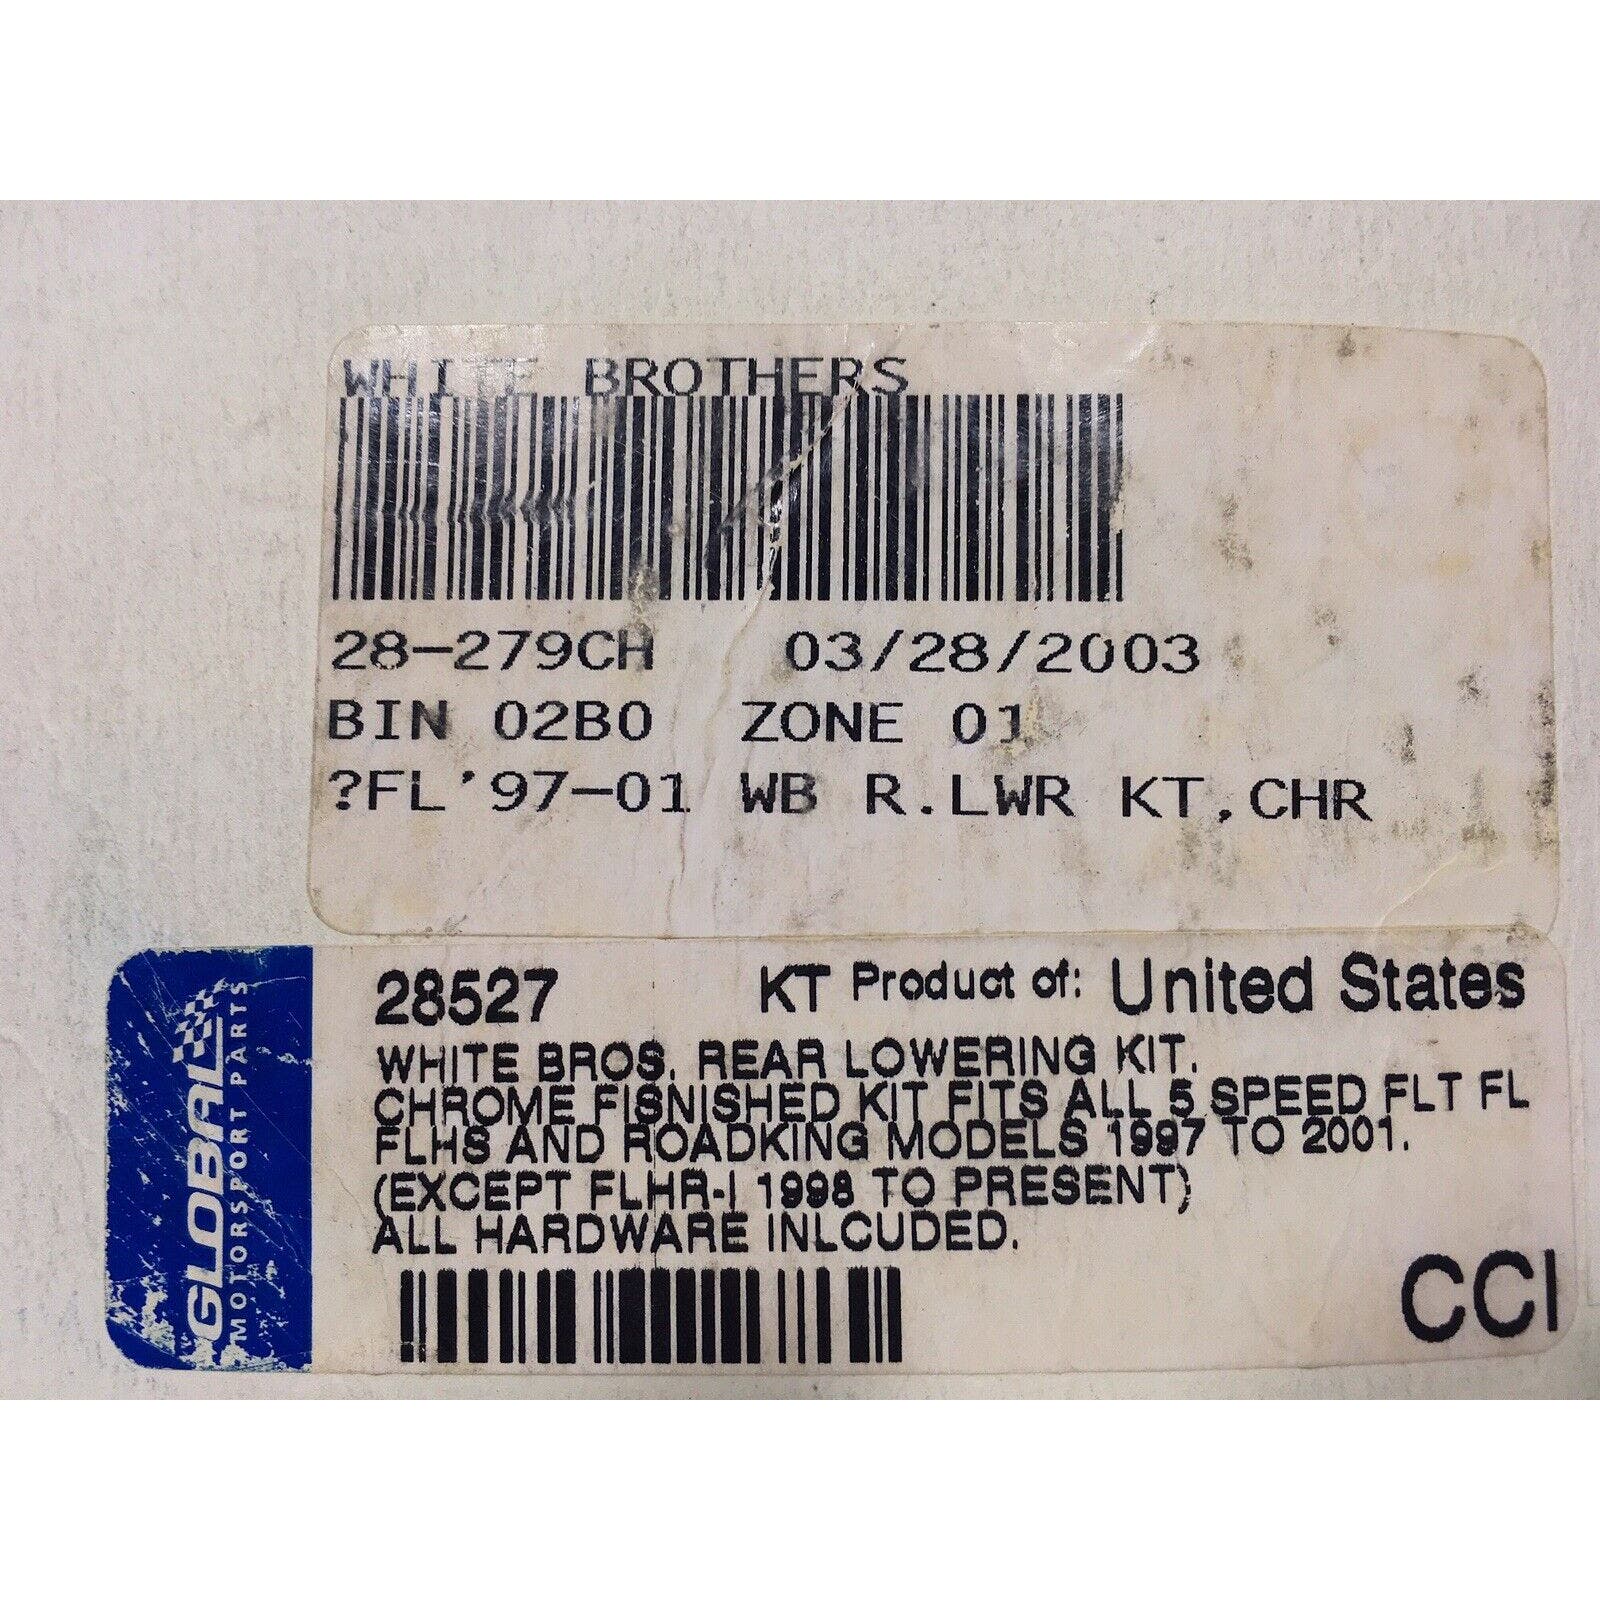 WHITE BROTHERS
28-279CH 03/28/2003
BIN 02B0 ZONE 01
?FL'97-01 WB R.LWR KT,CHR
GLOBAL
MOTORSPORT PARTS
28527 KT Product of: United States
WHITE BROS. REAR LOWERING KIT.
CHROME FISNISHED KIT FITS ALL 5 SPEED FLT FL
FLHS AND ROADKING MODELS 1997 TO 2001.
(EXCEPT FLHR-I 1998 TO PRESENT)
ALL HARDWARE INLCUDED.
CCI